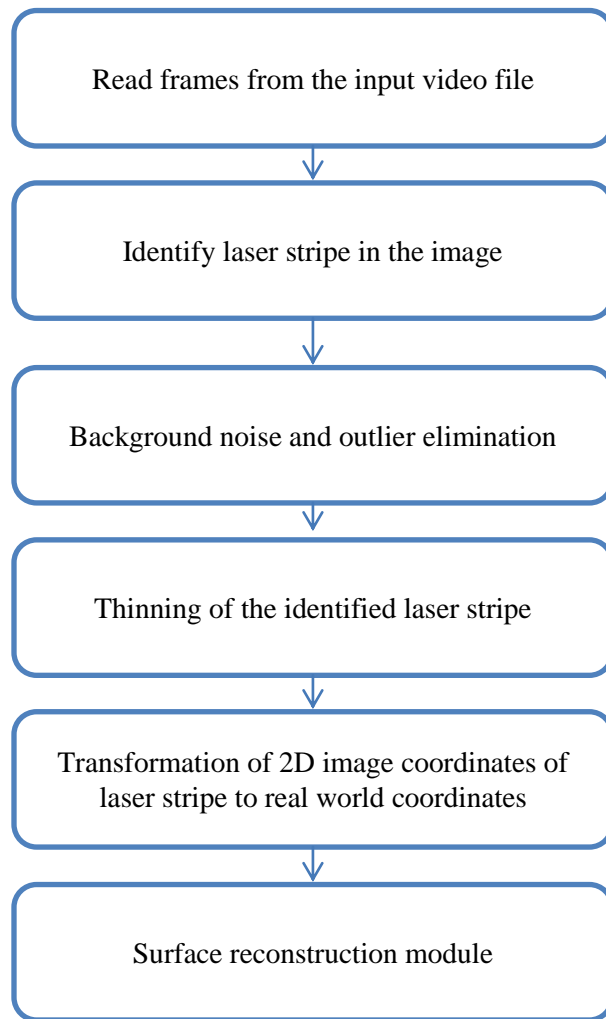 Read frames from the input video file
Identify laser stripe in the image
Background noise and outlier elimination
Thinning of the identified laser stripe
Transformation of 2D image coordinates of
laser stripe to real world coordinates
Surface reconstruction module